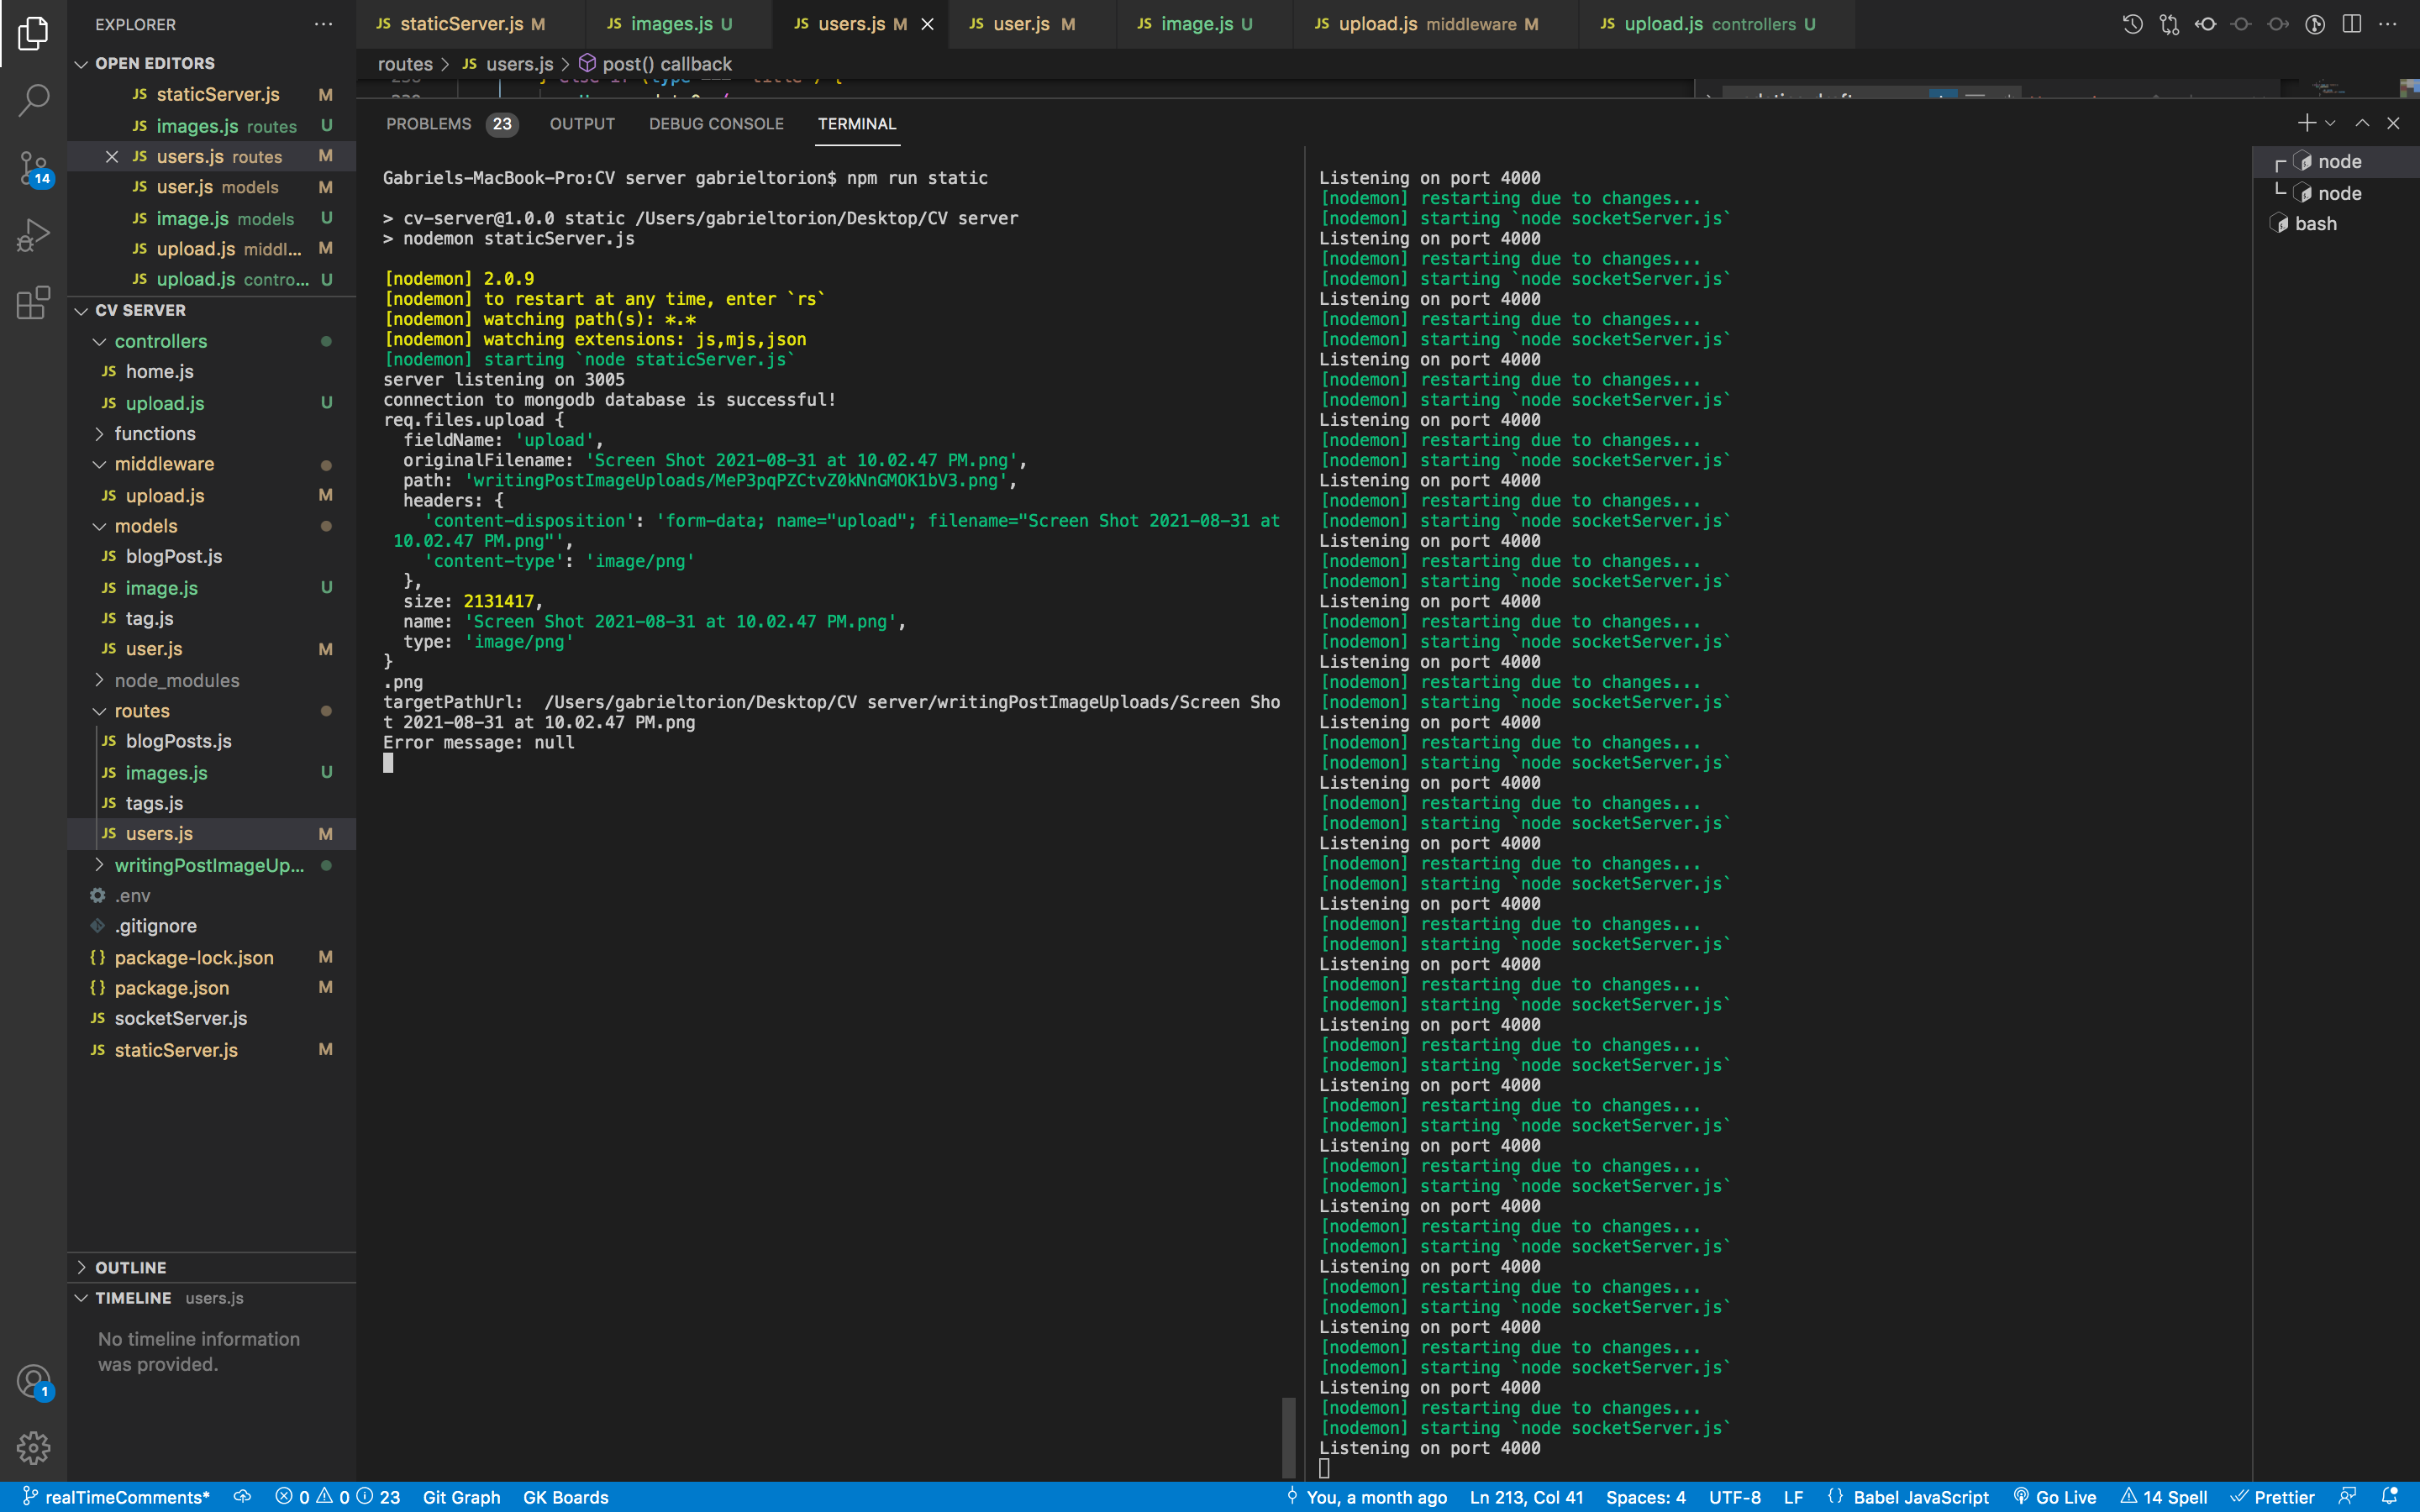 EXPLORER
OPEN EDITORS
JS staticServer.js M
JS images.js routes U
JS users.js routes M
JS user.js models M
JS image.js models U
JS upload.js middl... M
JS upload.js contro... U
CV SERVER
controllers
JS home.js
JS upload.js U
functions
middleware
JS upload.js M
models
JS blogPost.js
JS image.js U
JS tag.js
JS user.js M
node_modules
routes
JS blogPosts.js
JS images.js U
JS tags.js
JS users.js M
writingPostImageUp...
.env
.gitignore
{} package-lock.json M
{} package.json M
JS socketServer.js
JS staticServer.js M
OUTLINE
TIMELINE users.js
No timeline information
was provided.
14
1
JS staticServer.js M JS images.js U JS users.js M JS user.js M JS image.js U JS upload.js middleware M JS upload.js controllers U
routes > JS users.js > post() callback
PROBLEMS 23 OUTPUT DEBUG CONSOLE TERMINAL
Gabriels-MacBook-Pro:CV server gabrieltorion$ npm run static
> cv-server@1.0.0 static /Users/gabrieltorion/Desktop/CV server
> nodemon staticServer.js
[nodemon] 2.0.9
[nodemon] to restart at any time, enter `rs`
[nodemon] watching path(s): *.*
[nodemon] watching extensions: js,mjs,json
[nodemon] starting `node staticServer.js`
server listening on 3005
connection to mongodb database is successful!
req.files.upload {
fieldName: 'upload',
originalFilename: 'Screen Shot 2021-08-31 at 10.02.47 PM.png',
path: 'writingPostImageUploads/MeP3pqPZCtvZ0kNnGMOK1bV3.png',
headers: {
'content-disposition': 'form-data; name="upload"; filename="Screen Shot 2021-08-31 at
10.02.47 PM.png"',
'content-type': 'image/png'
},
size: 2131417,
name: 'Screen Shot 2021-08-31 at 10.02.47 PM.png',
type: 'image/png'
}
.png
targetPathUrl:  /Users/gabrieltorion/Desktop/CV server/writingPostImageUploads/Screen Sho
t 2021-08-31 at 10.02.47 PM.png
Error message: null
Listening on port 4000
[nodemon] restarting due to changes...
[nodemon] starting `node socketServer.js`
Listening on port 4000
[nodemon] restarting due to changes...
[nodemon] starting `node socketServer.js`
Listening on port 4000
[nodemon] restarting due to changes...
[nodemon] starting `node socketServer.js`
Listening on port 4000
[nodemon] restarting due to changes...
[nodemon] starting `node socketServer.js`
Listening on port 4000
[nodemon] restarting due to changes...
[nodemon] starting `node socketServer.js`
Listening on port 4000
[nodemon] restarting due to changes...
[nodemon] starting `node socketServer.js`
Listening on port 4000
[nodemon] restarting due to changes...
[nodemon] starting `node socketServer.js`
Listening on port 4000
[nodemon] restarting due to changes...
[nodemon] starting `node socketServer.js`
Listening on port 4000
[nodemon] restarting due to changes...
[nodemon] starting `node socketServer.js`
Listening on port 4000
[nodemon] restarting due to changes...
[nodemon] starting `node socketServer.js`
Listening on port 4000
[nodemon] restarting due to changes...
[nodemon] starting `node socketServer.js`
Listening on port 4000
[nodemon] restarting due to changes...
[nodemon] starting `node socketServer.js`
Listening on port 4000
[nodemon] restarting due to changes...
[nodemon] starting `node socketServer.js`
Listening on port 4000
[nodemon] restarting due to changes...
[nodemon] starting `node socketServer.js`
Listening on port 4000
[nodemon] restarting due to changes...
[nodemon] starting `node socketServer.js`
Listening on port 4000
[nodemon] restarting due to changes...
[nodemon] starting `node socketServer.js`
Listening on port 4000
[nodemon] restarting due to changes...
[nodemon] starting `node socketServer.js`
Listening on port 4000
[nodemon] restarting due to changes...
[nodemon] starting `node socketServer.js`
Listening on port 4000
[nodemon] restarting due to changes...
[nodemon] starting `node socketServer.js`
Listening on port 4000
[nodemon] restarting due to changes...
[nodemon] starting `node socketServer.js`
Listening on port 4000
[nodemon] restarting due to changes...
[nodemon] starting `node socketServer.js`
Listening on port 4000
node
node
bash
realTimeComments* 0 0 23 Git Graph GK Boards You, a month ago Ln 213, Col 41 Spaces: 4 UTF-8 LF {} Babel JavaScript Go Live 14 Spell Prettier